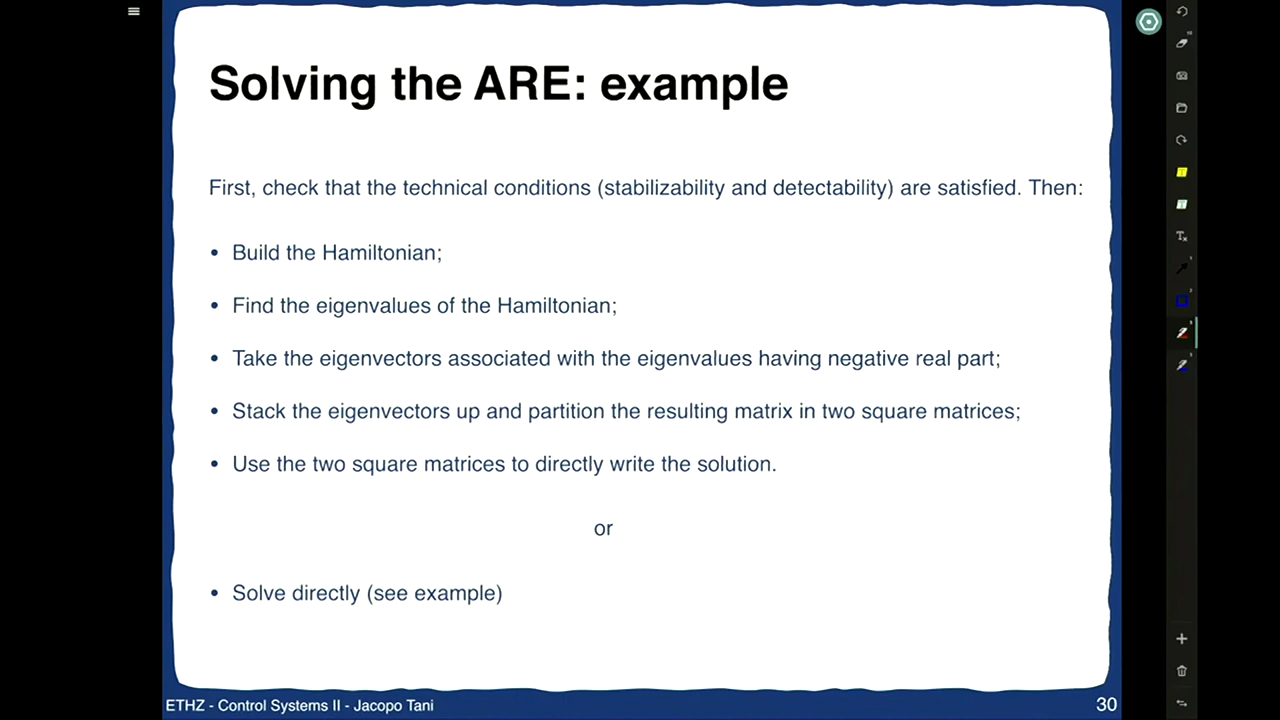 Solving the ARE: example
First, check that the technical conditions (stabilizability and detectability) are satisfied. Then:
• Build the Hamiltonian;
• Find the eigenvalues of the Hamiltonian;
• Take the eigenvectors associated with the eigenvalues having negative real part;
• Stack the eigenvectors up and partition the resulting matrix in two square matrices;
• Use the two square matrices to directly write the solution.
or
• Solve directly (see example)
ETHZ - Control Systems II - Jacopo Tani
30